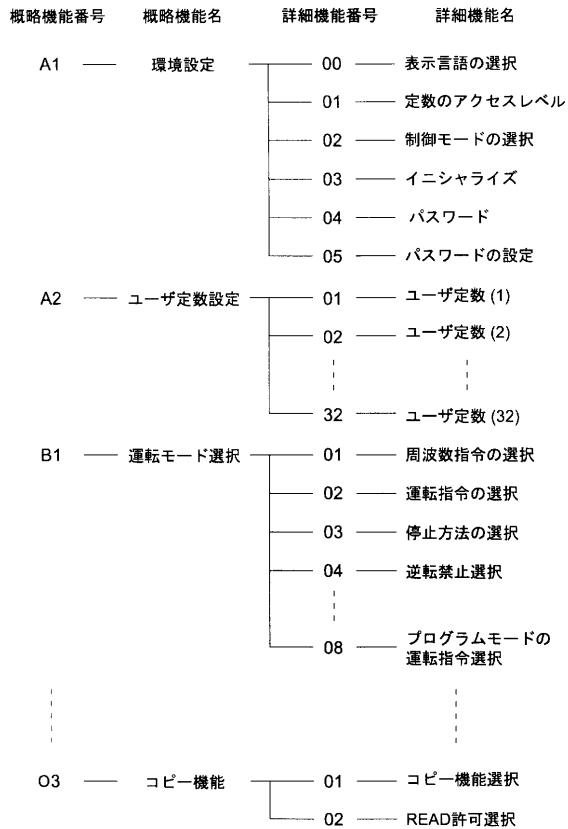 概略機能番号 概略機能名 詳細機能番号 詳細機能名
A1 環境設定 00 表示言語の選択
01 定数のアクセスレベル
02 制御モードの選択
03 イニシャライズ
04 パスワード
05 パスワードの設定
A2 ユーザ定数設定 01 ユーザ定数 (1)
02 ユーザ定数 (2)
32 ユーザ定数 (32)
B1 運転モード選択 01 周波数指令の選択
02 運転指令の選択
03 停止方法の選択
04 逆転禁止選択
08 プログラムモードの
運転指令選択
O3 コピー機能 01 コピー機能選択
02 READ許可選択